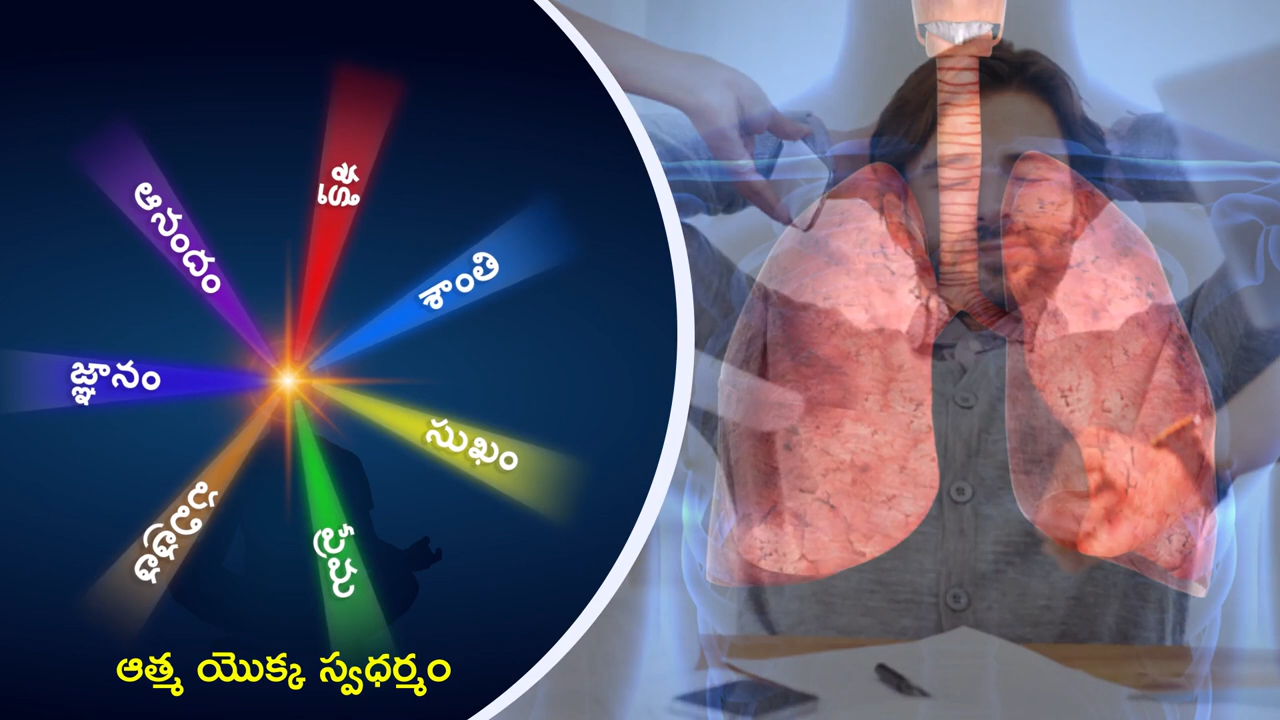 శక్తి
శాంతి
సుఖం
ప్రేమ
పవిత్రత
జ్ఞానం
ఆనందం
ఆత్మ యొక్క స్వధర్మం